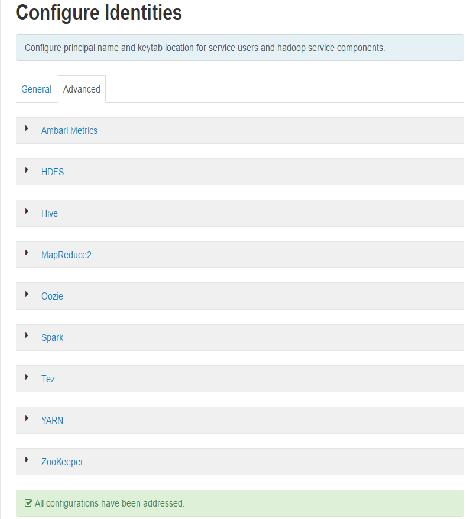 Configure Identities
Configure principal name and keytab location for service users and hadoop service components.
General Advanced
Ambari Metrics
HDFS
Hive
MapReduce2
Oozie
Spark
Tez
YARN
ZooKeeper
All configurations have been addressed.